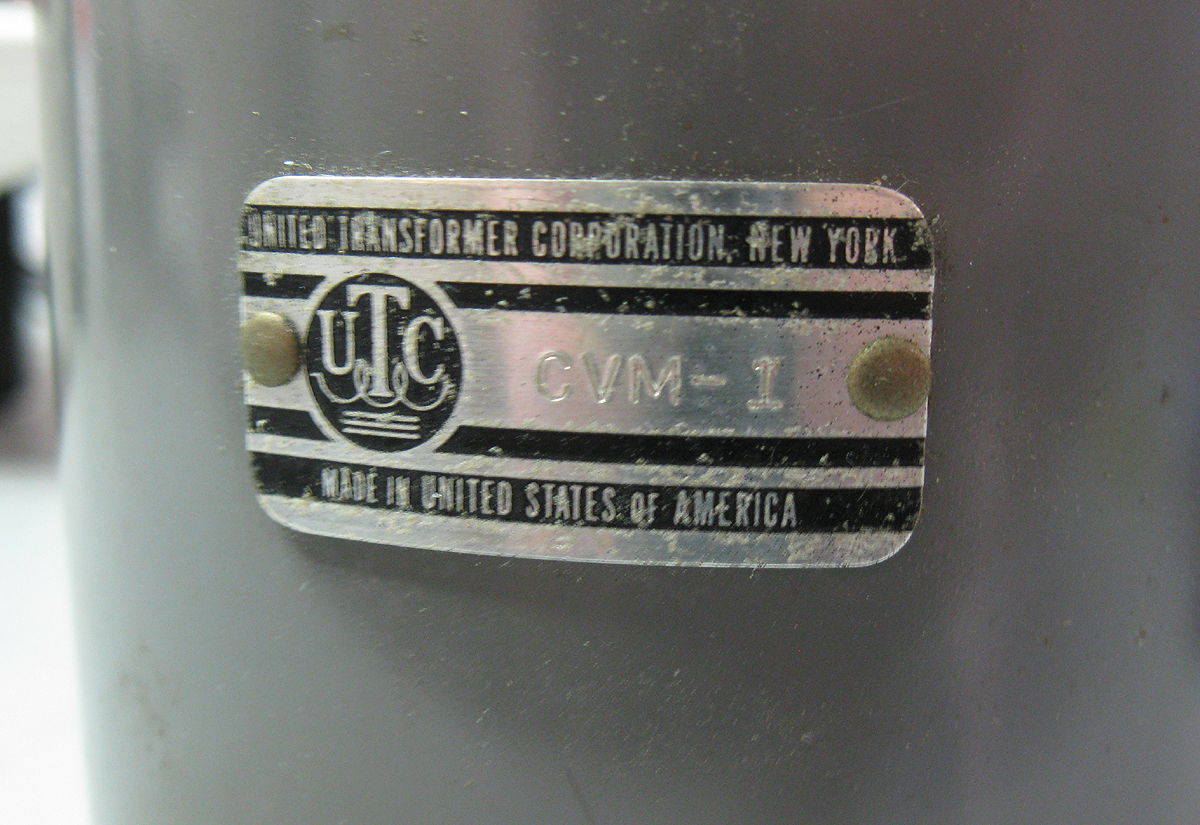 UNITED TRANSFORMER CORPORATION, NEW YORK
UTC
CVM-1
MADE IN UNITED STATES OF AMERICA